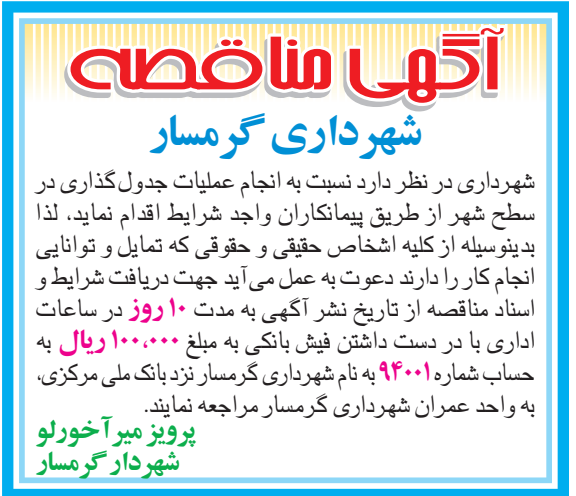 آگهی مناقصه
شهرداری گرمسار
شهرداری در نظر دارد نسبت به انجام عملیات جدول‌گذاری در
سطح شهر از طریق پیمانکاران واجد شرایط اقدام نماید، لذا
بدینوسیله از کلیه اشخاص حقیقی و حقوقی که تمایل و توانایی
انجام کار را دارند دعوت به عمل می‌آید جهت دریافت شرایط و
اسناد مناقصه از تاریخ نشر آگهی به مدت ۱۰ روز در ساعات
اداری با در دست داشتن فیش بانکی به مبلغ ۱۰۰,۰۰۰ ریال به
حساب شماره ۹۴۰۰۱ به نام شهرداری گرمسار نزد بانک ملی مرکزی،
به واحد عمران شهرداری گرمسار مراجعه نمایند.
پرویز میرآخورلو
شهردار گرمسار